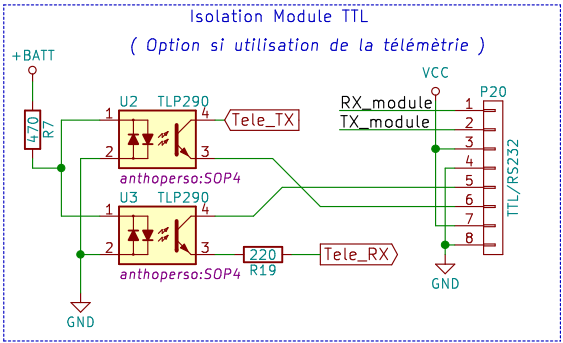 Isolation Module TTL
( Option si utilisation de la télémètrie )
+BATT
470
R7
U2 TLP290
1
2
4
3
anthoperso:SOP4
Tele_TX
U3 TLP290
1
2
4
3
anthoperso:SOP4
220
R19
Tele_RX
GND
VCC
P20
RX_module
TX_module
1
2
3
4
5
6
7
8
TTL/RS232
GND